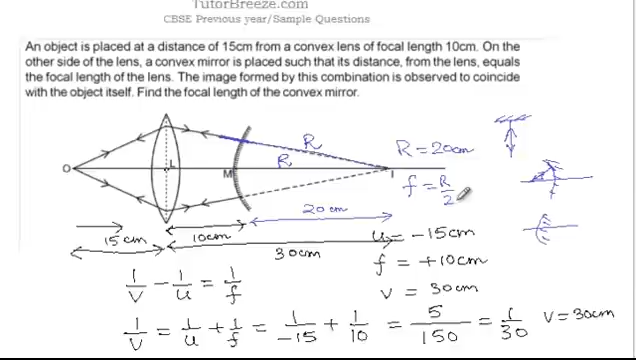 TutorBreeze.com
CBSE Previous year/Sample Questions
An object is placed at a distance of 15cm from a convex lens of focal length 10cm. On the
other side of the lens, a convex mirror is placed such that its distance, from the lens, equals
the focal length of the lens. The image formed by this combination is observed to coincide
with the object itself. Find the focal length of the convex mirror.
R
R
R = 20cm
O
L
M
I
f = R/2
20cm
15cm
10cm
30cm
u = -15cm
f = +10cm
v = 30cm
1/v - 1/u = 1/f
1/v = 1/u + 1/f = 1/-15 + 1/10 = 5/150 = 1/30 v = 30cm